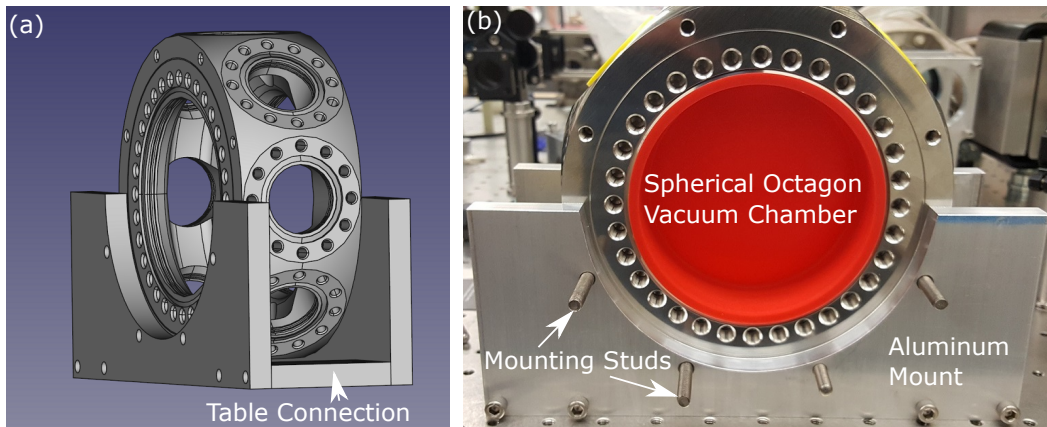 (a)
Table Connection
(b)
Spherical Octagon
Vacuum Chamber
Mounting Studs
Aluminum
Mount